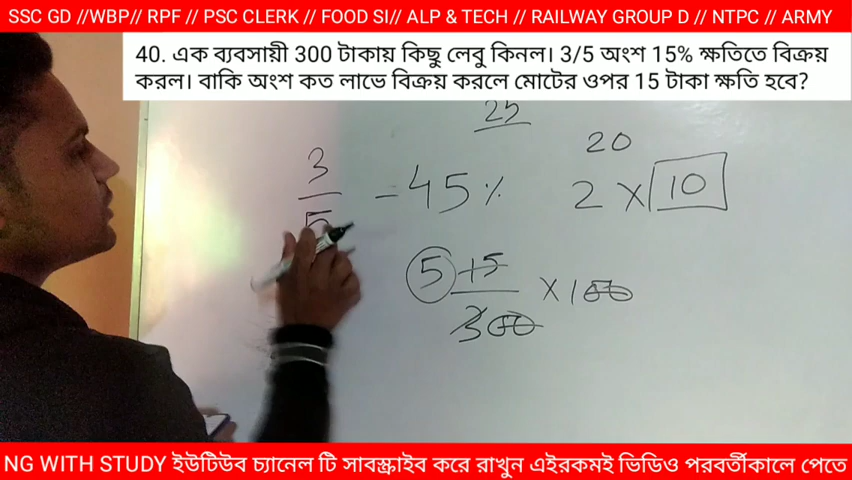 SSC GD //WBP// RPF // PSC CLERK // FOOD SI// ALP & TECH // RAILWAY GROUP D // NTPC // ARMY
40. এক ব্যবসায়ী 300 টাকায় কিছু লেবু কিনল। 3/5 অংশ 15% ক্ষতিতে বিক্রয়
করল। বাকি অংশ কত লাভে বিক্রয় করলে মোটের ওপর 15 টাকা ক্ষতি হবে?
25
20
3/5 - 45% 2 × 10
5 15/300 × 100
NG WITH STUDY ইউটিউব চ্যানেল টি সাবস্ক্রাইব করে রাখুন এইরকমই ভিডিও পরবর্তীকালে পেতে